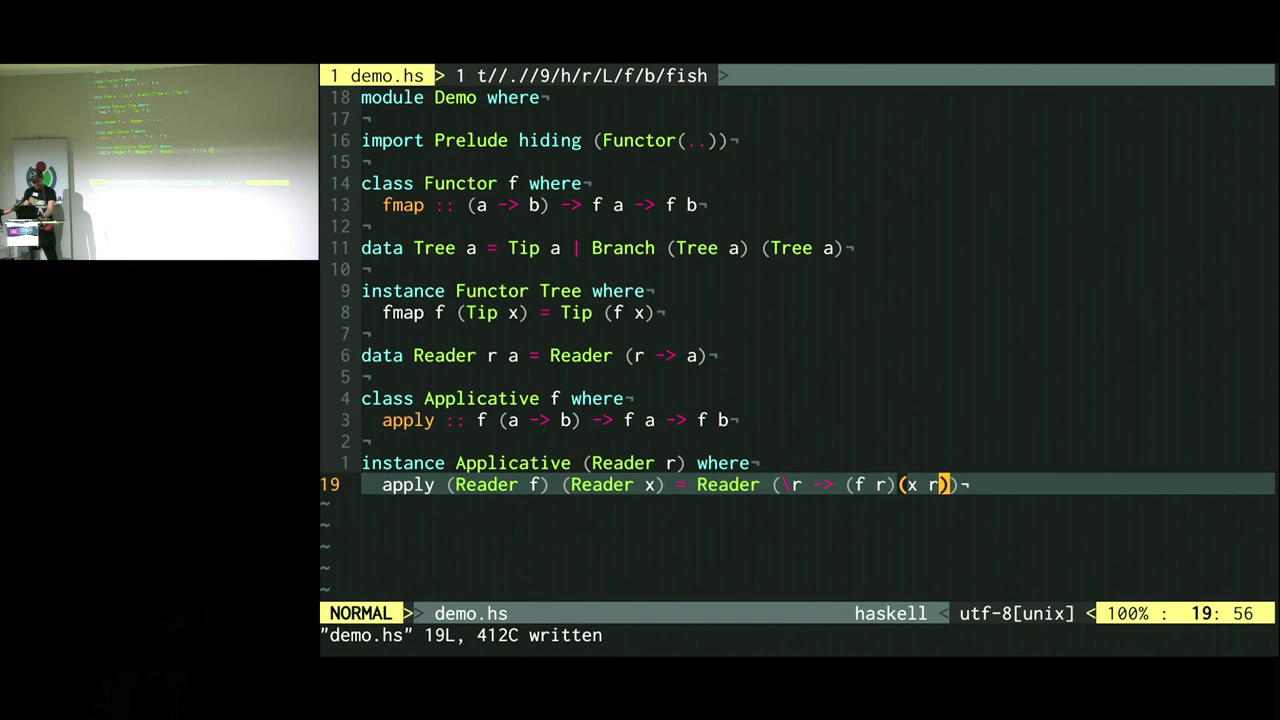 1 demo.hs > 1 t//.//9/h/r/L/f/b/fish >
18 module Demo where¬
17 ¬
16 import Prelude hiding (Functor(..))¬
15 ¬
14 class Functor f where¬
13 fmap :: (a -> b) -> f a -> f b¬
12 ¬
11 data Tree a = Tip a | Branch (Tree a) (Tree a)¬
10 ¬
9 instance Functor Tree where¬
8 fmap f (Tip x) = Tip (f x)¬
7 ¬
6 data Reader r a = Reader (r -> a)¬
5 ¬
4 class Applicative f where¬
3 apply :: f (a -> b) -> f a -> f b¬
2 ¬
1 instance Applicative (Reader r) where¬
19 apply (Reader f) (Reader x) = Reader (\r -> (f r)(x r))¬
~
~
~
~
~
NORMAL >> demo.hs haskell < utf-8[unix] < 100% : 19: 56
"demo.hs" 19L, 412C written